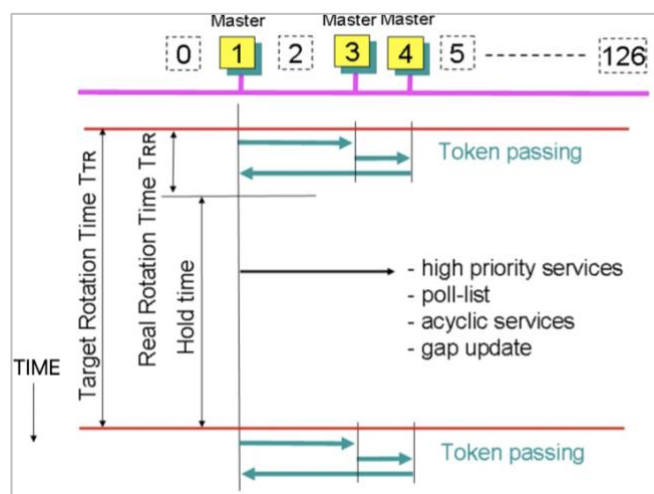 Master Master Master
0 1 2 3 4 5 126
Token passing
Target Rotation Time TTR
Real Rotation Time TRR
Hold time
- high priority services
- poll-list
- acyclic services
- gap update
TIME
Token passing